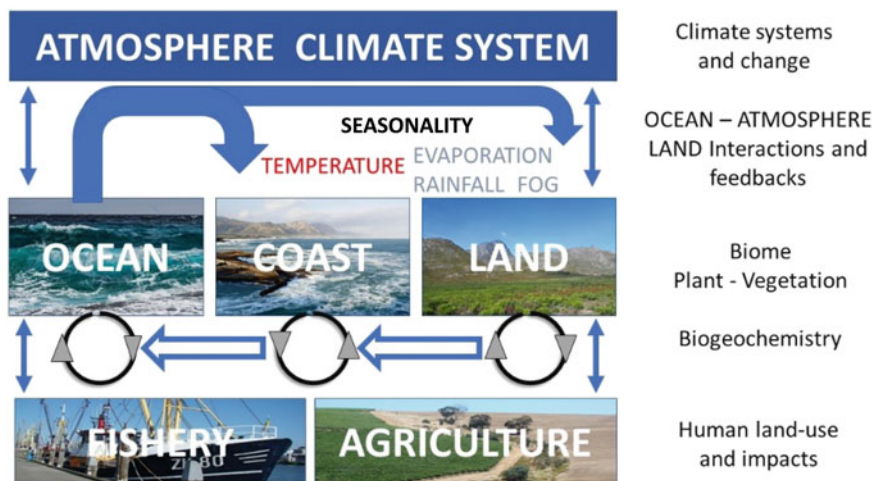 ATMOSPHERE CLIMATE SYSTEM
Climate systems
and change
SEASONALITY
TEMPERATURE
EVAPORATION
RAINFALL FOG
OCEAN – ATMOSPHERE
LAND Interactions and
feedbacks
OCEAN
COAST
LAND
Biome
Plant - Vegetation
Biogeochemistry
FISHERY
AGRICULTURE
Human land-use
and impacts